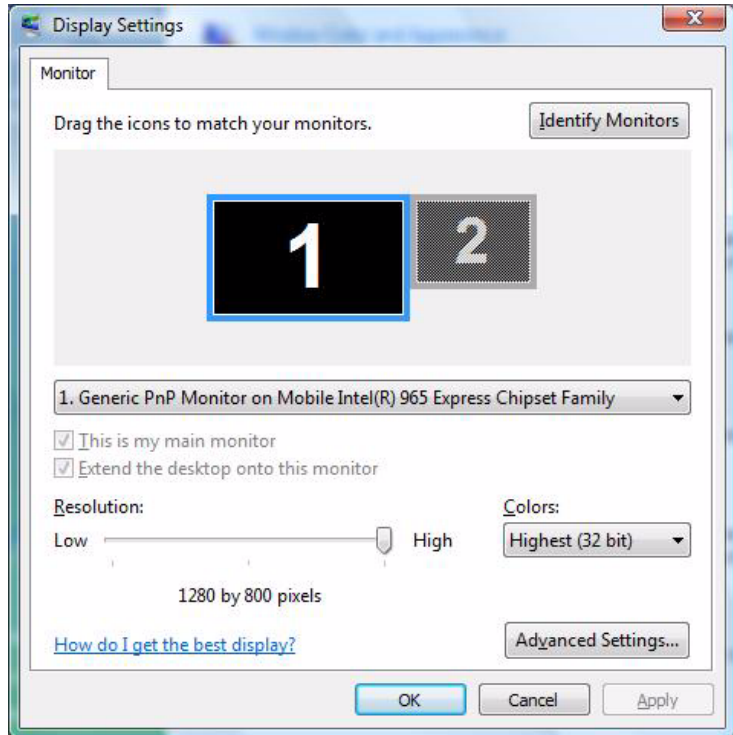 Display Settings
Monitor
Drag the icons to match your monitors.
Identify Monitors
1
2
1. Generic PnP Monitor on Mobile Intel(R) 965 Express Chipset Family
This is my main monitor
Extend the desktop onto this monitor
Resolution:
Colors:
Low
High
Highest (32 bit)
1280 by 800 pixels
How do I get the best display?
Advanced Settings...
OK
Cancel
Apply